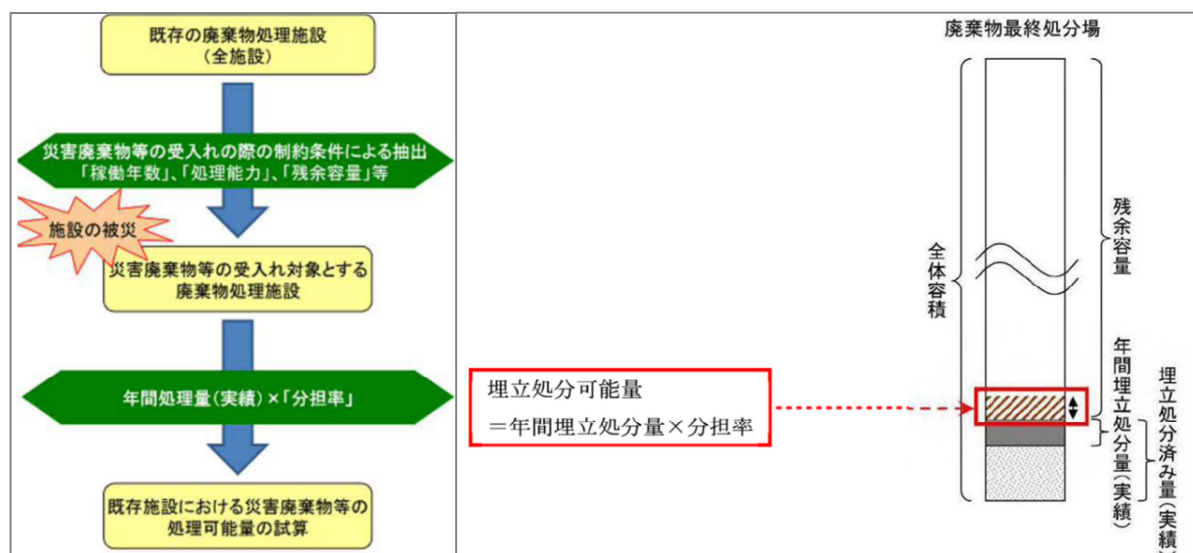 既存の廃棄物処理施設
(全施設)
災害廃棄物等の受入れの際の制約条件による抽出
「稼働年数」、「処理能力」、「残余容量」等
施設の被災
災害廃棄物等の受入れ対象とする
廃棄物処理施設
年間処理量(実績)×「分担率」
既存施設における災害廃棄物等の
処理可能量の試算
廃棄物最終処分場
全体容積
残余容量
埋立処分可能量
＝年間埋立処分量×分担率
年間埋立処分量(実績)
埋立処分済み量(実績)